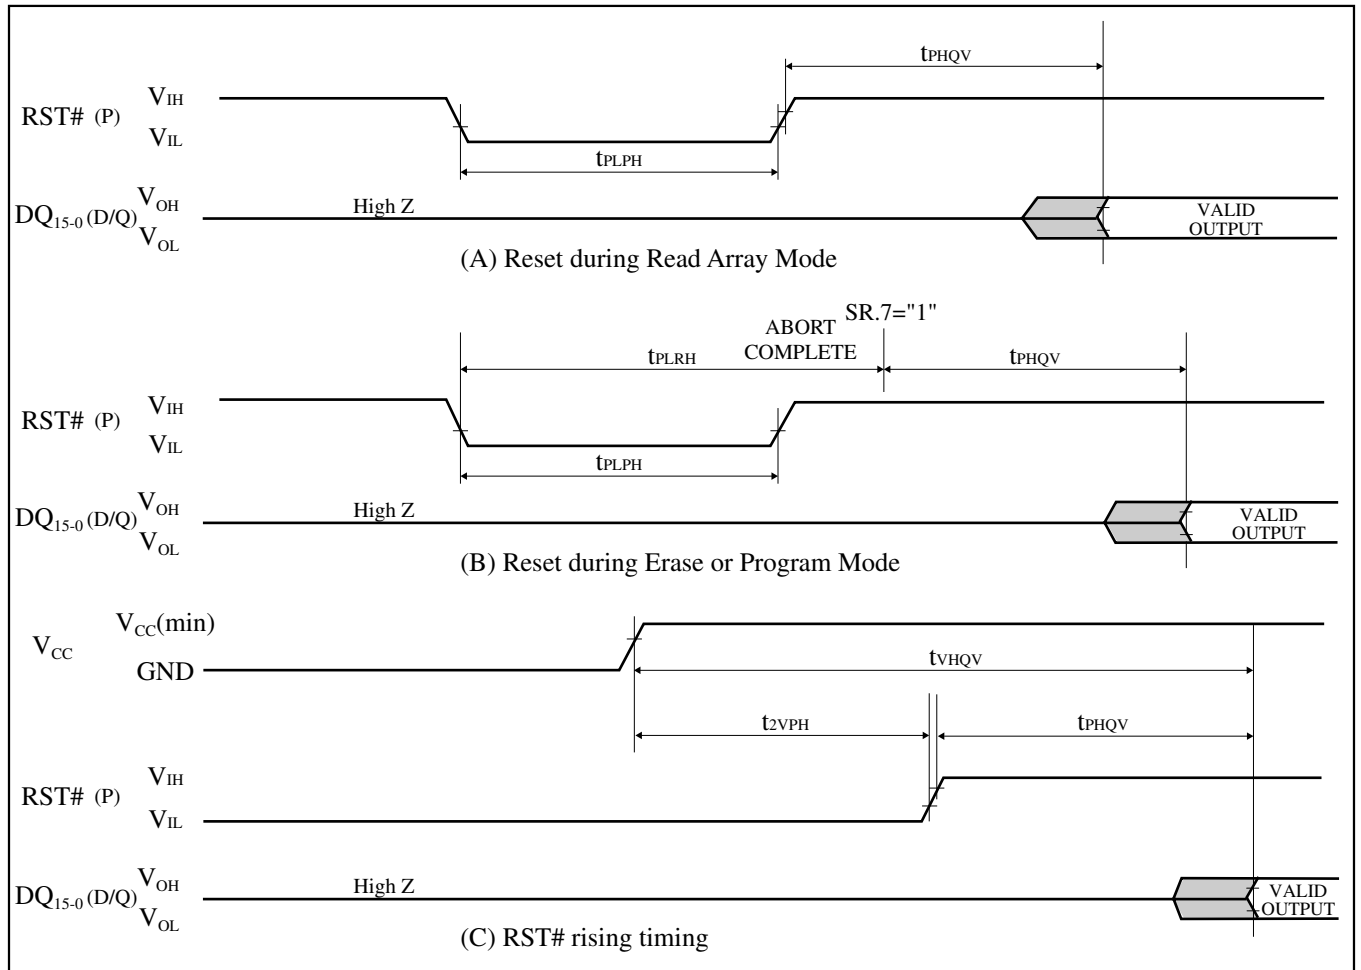 tPHQV
VIH
RST# (P)
VIL
tPLPH
VOH
High Z
DQ15-0 (D/Q)
VALID
OUTPUT
VOL
(A) Reset during Read Array Mode
SR.7="1"
ABORT
COMPLETE
tPLRH
tPHQV
VIH
RST# (P)
VIL
tPLPH
VOH
High Z
DQ15-0 (D/Q)
VALID
OUTPUT
VOL
(B) Reset during Erase or Program Mode
VCC(min)
VCC
GND
tVHQV
t2VPH
tPHQV
VIH
RST# (P)
VIL
VOH
High Z
DQ15-0 (D/Q)
VALID
OUTPUT
VOL
(C) RST# rising timing